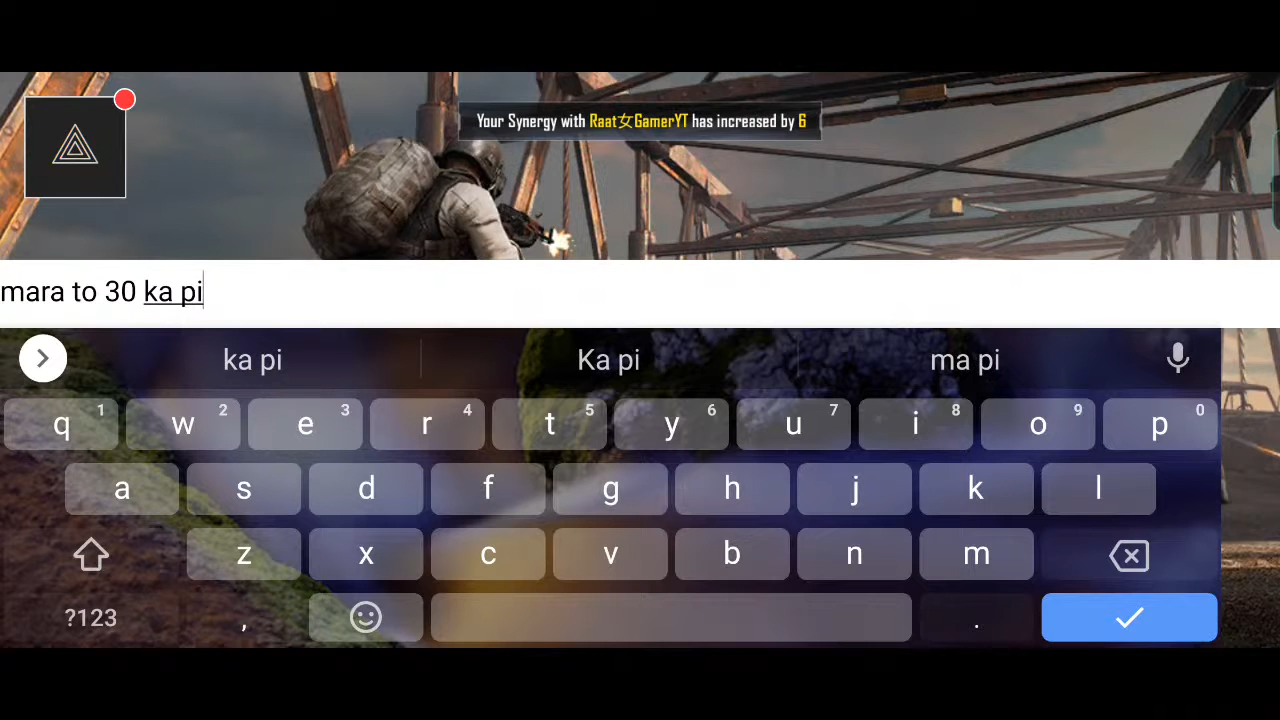 Your Synergy with Raat女GamerYT has increased by 6
mara to 30 ka pi
ka pi Ka pi ma pi
q 1 w 2 e 3 r 4 t 5 y 6 u 7 i 8 o 9 p 0
a s d f g h j k l
z x c v b n m
?123 , .